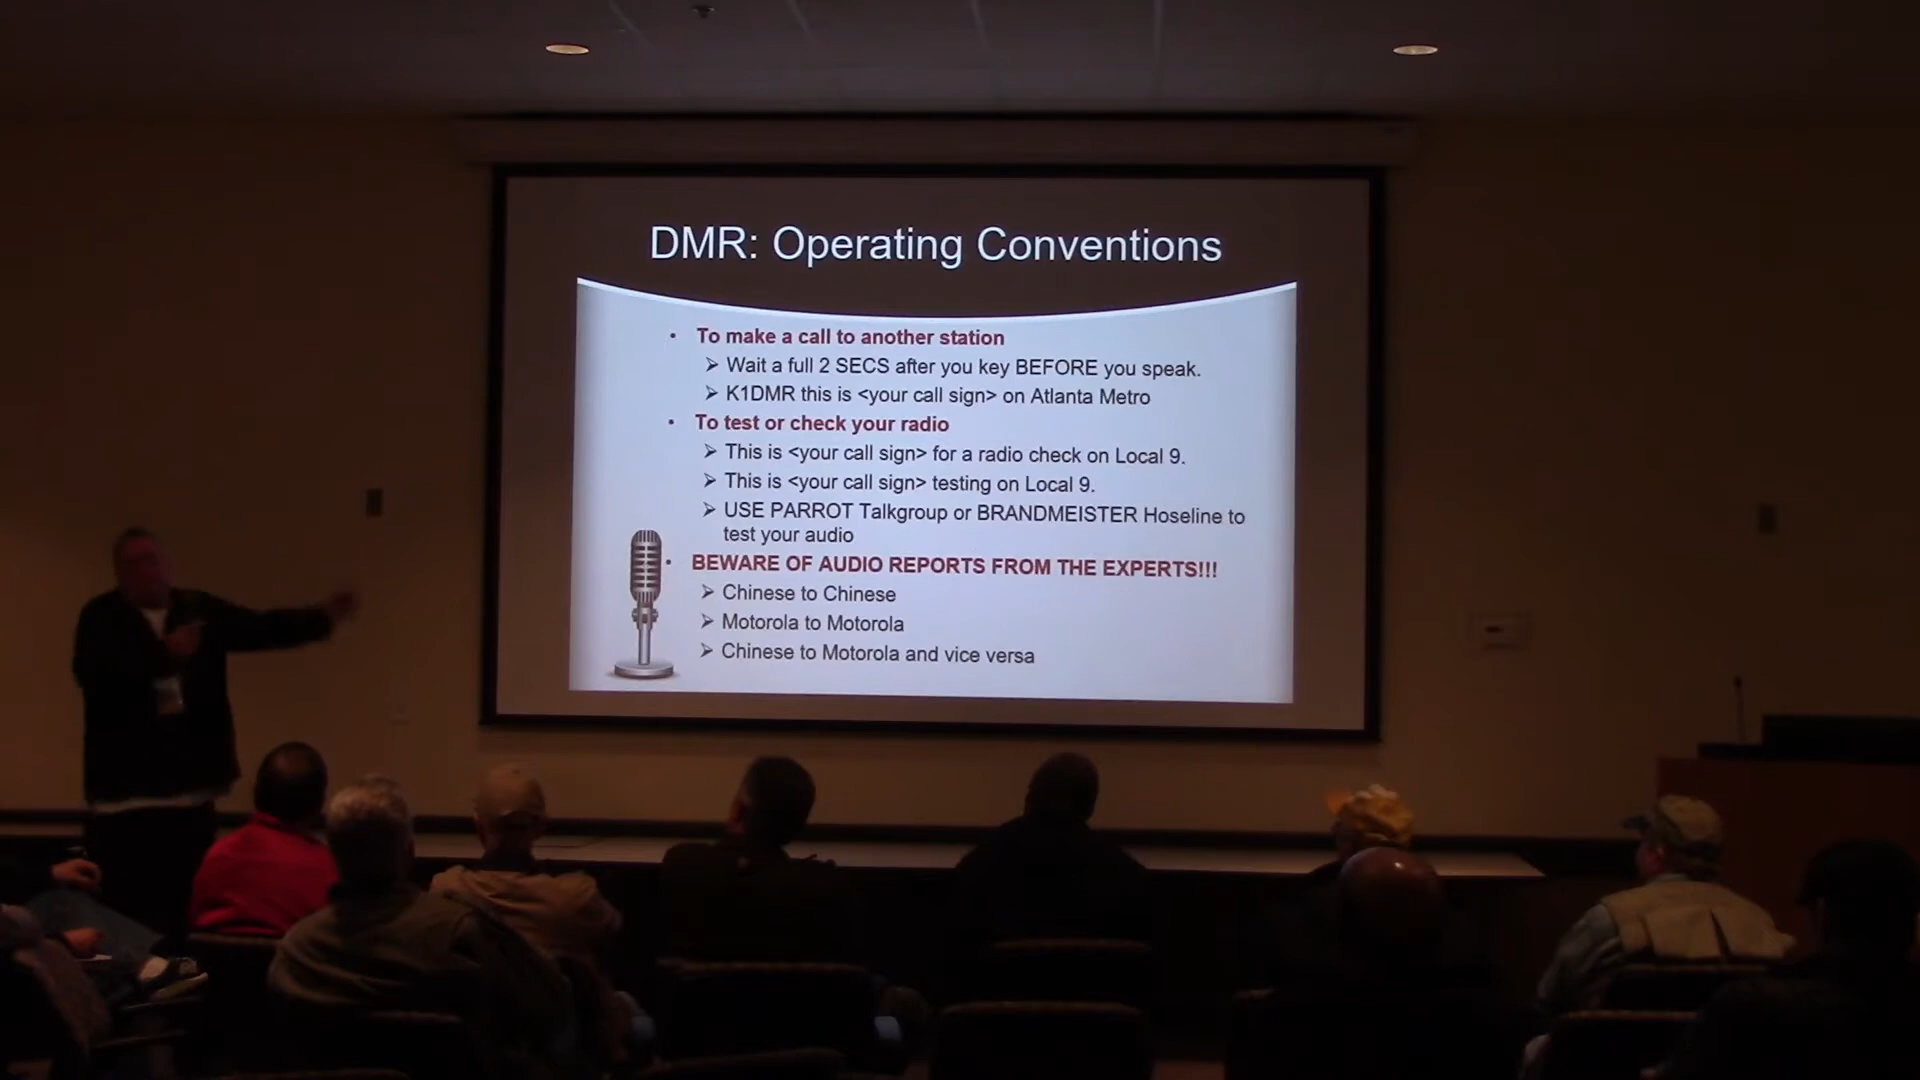 DMR: Operating Conventions
• To make a call to another station
➢ Wait a full 2 SECS after you key BEFORE you speak.
➢ K1DMR this is <your call sign> on Atlanta Metro
• To test or check your radio
➢ This is <your call sign> for a radio check on Local 9.
➢ This is <your call sign> testing on Local 9.
➢ USE PARROT Talkgroup or BRANDMEISTER Hoseline to
test your audio
• BEWARE OF AUDIO REPORTS FROM THE EXPERTS!!!
➢ Chinese to Chinese
➢ Motorola to Motorola
➢ Chinese to Motorola and vice versa